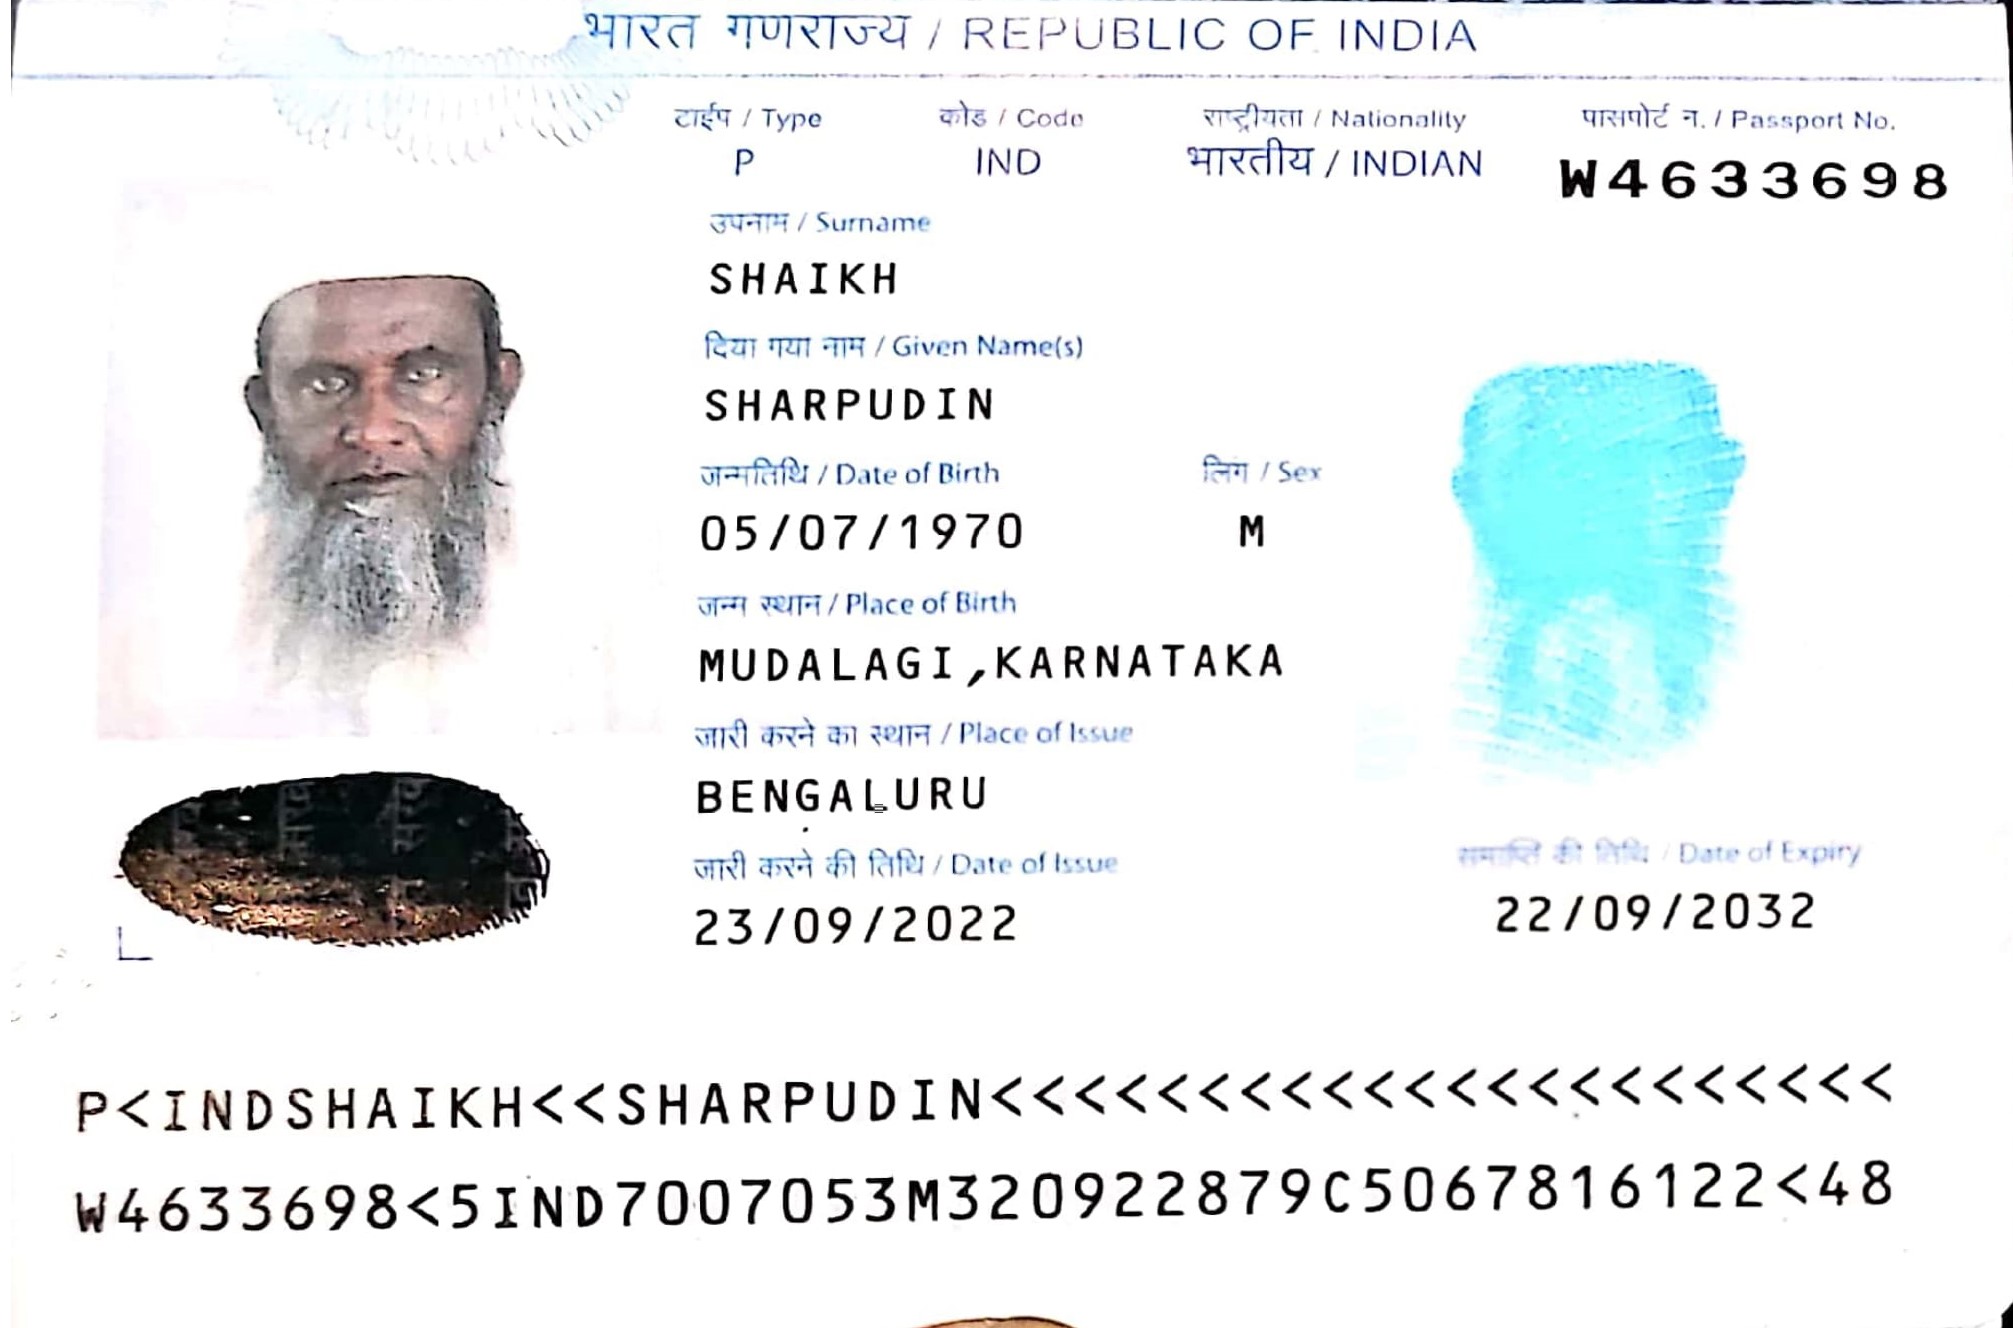 भारत गणराज्य / REPUBLIC OF INDIA
टाईप / Type कोड / Code राष्ट्रीयता / Nationality पासपोर्ट न. / Passport No.
P IND भारतीय / INDIAN W4633698
उपनाम / Surname
SHAIKH
दिया गया नाम / Given Name(s)
SHARPUDIN
जन्मतिथि / Date of Birth लिंग / Sex
05/07/1970 M
जन्म स्थान / Place of Birth
MUDALAGI,KARNATAKA
जारी करने का स्थान / Place of Issue
BENGALURU
जारी करने की तिथि / Date of Issue समाप्ति की तिथि / Date of Expiry
23/09/2022 22/09/2032
P<INDSHAIKH<<SHARPUDIN<<<<<<<<<<<<<<<<<<<<<<
W4633698<5IND7007053M320922879C5067816122<48